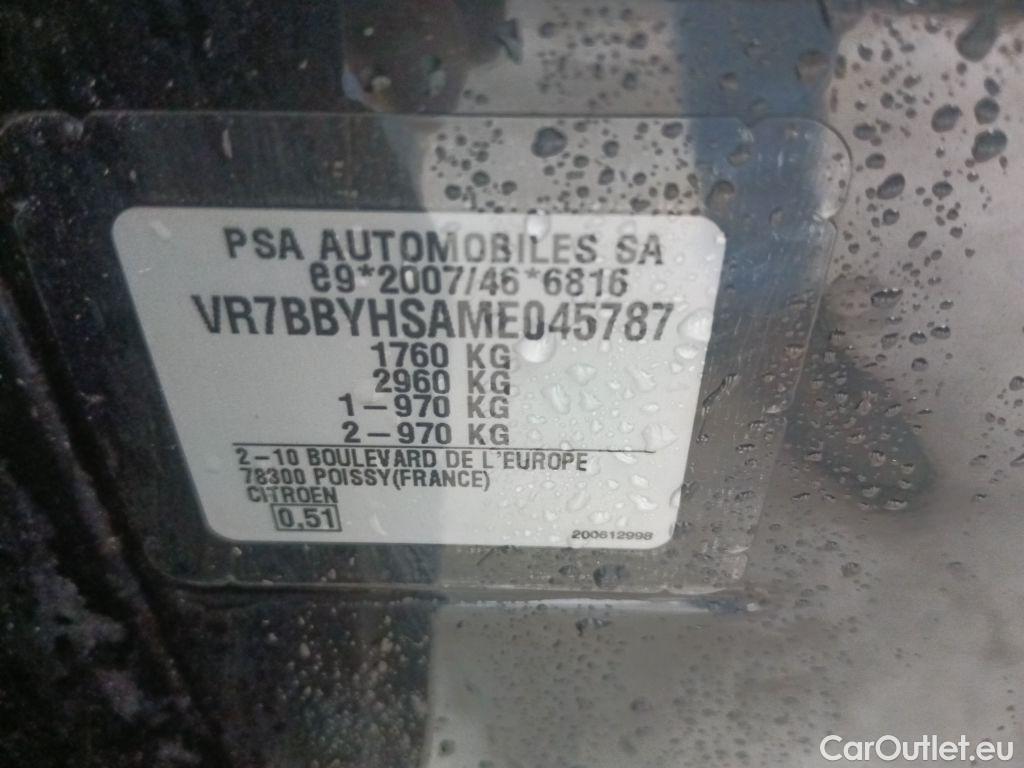 PSA AUTOMOBILES SA
e9*2007/46*6816
VR7BBYHSAME045787
1760 KG
2960 KG
1-970 KG
2-970 KG
2-10 BOULEVARD DE L'EUROPE
78300 POISSY(FRANCE)
CITROEN
0,51
200612998
CarOutlet.eu